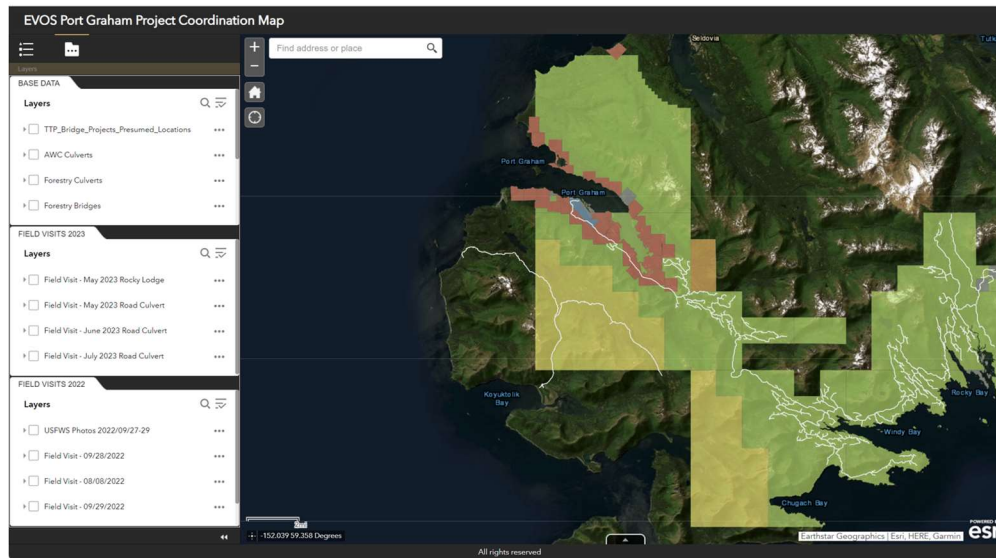 EVOS Port Graham Project Coordination Map
Layers
BASE DATA
Layers
TTP_Bridge_Projects_Presumed_Locations
AWC Culverts
Forestry Culverts
Forestry Bridges
FIELD VISITS 2023
Layers
Field Visit - May 2023 Rocky Lodge
Field Visit - May 2023 Road Culvert
Field Visit - June 2023 Road Culvert
Field Visit - July 2023 Road Culvert
FIELD VISITS 2022
Layers
USFWS Photos 2022/09/27-29
Field Visit - 09/28/2022
Field Visit - 08/08/2022
Field Visit - 09/29/2022
Find address or place
Seldovia
Port Graham
Port Graham
Koyuktolik
Bay
Rocky Bay
Windy Bay
Chugach Bay
2mi
-152.039 59.358 Degrees
POWERED
esr
Earthstar Geographics | Esri, HERE, Garmin
All rights reserved